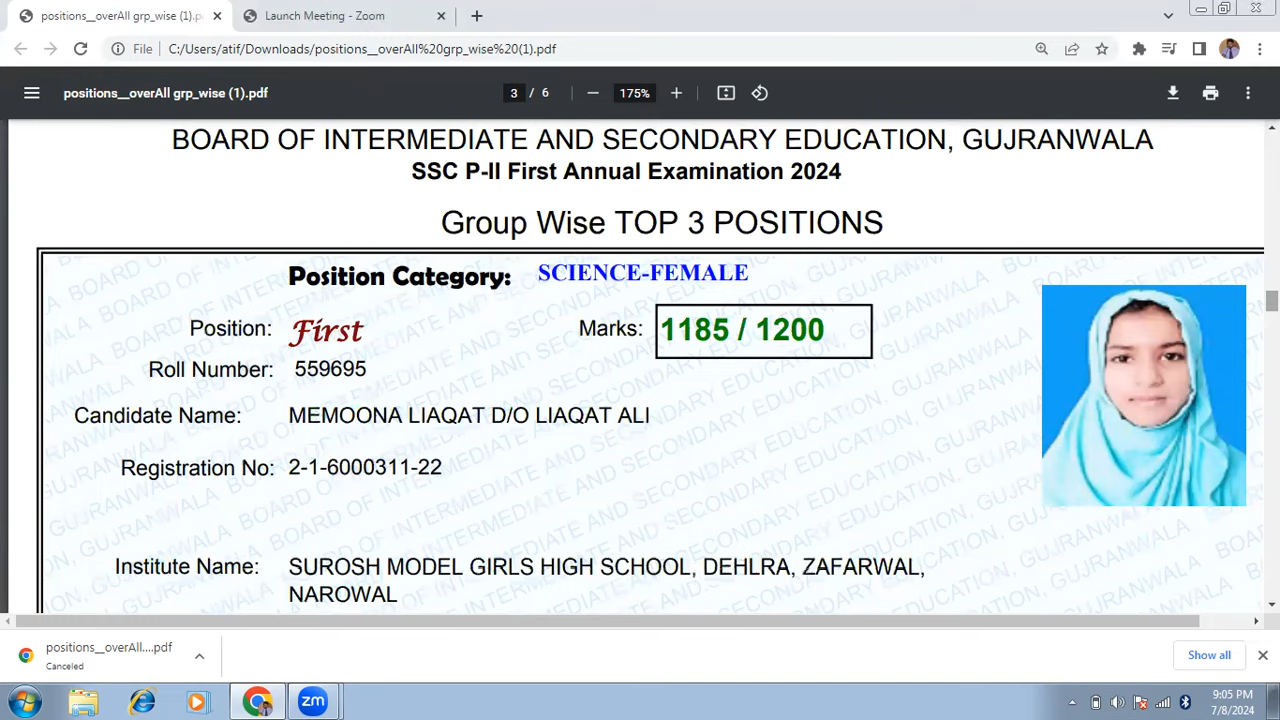 positions__overAll grp_wise (1).p
Launch Meeting - Zoom
File
C:/Users/atif/Downloads/positions__overAll%20grp_wise%20(1).pdf
positions__overAll grp_wise (1).pdf
3 / 6
175%
BOARD OF INTERMEDIATE AND SECONDARY EDUCATION, GUJRANWALA
SSC P-II First Annual Examination 2024
Group Wise TOP 3 POSITIONS
Position Category: SCIENCE-FEMALE
Position: First
Marks: 1185 / 1200
Roll Number: 559695
Candidate Name: MEMOONA LIAQAT D/O LIAQAT ALI
Registration No: 2-1-6000311-22
Institute Name: SUROSH MODEL GIRLS HIGH SCHOOL, DEHLRA, ZAFARWAL,
NAROWAL
positions__overAll....pdf
Canceled
Show all
zm
9:05 PM
7/8/2024